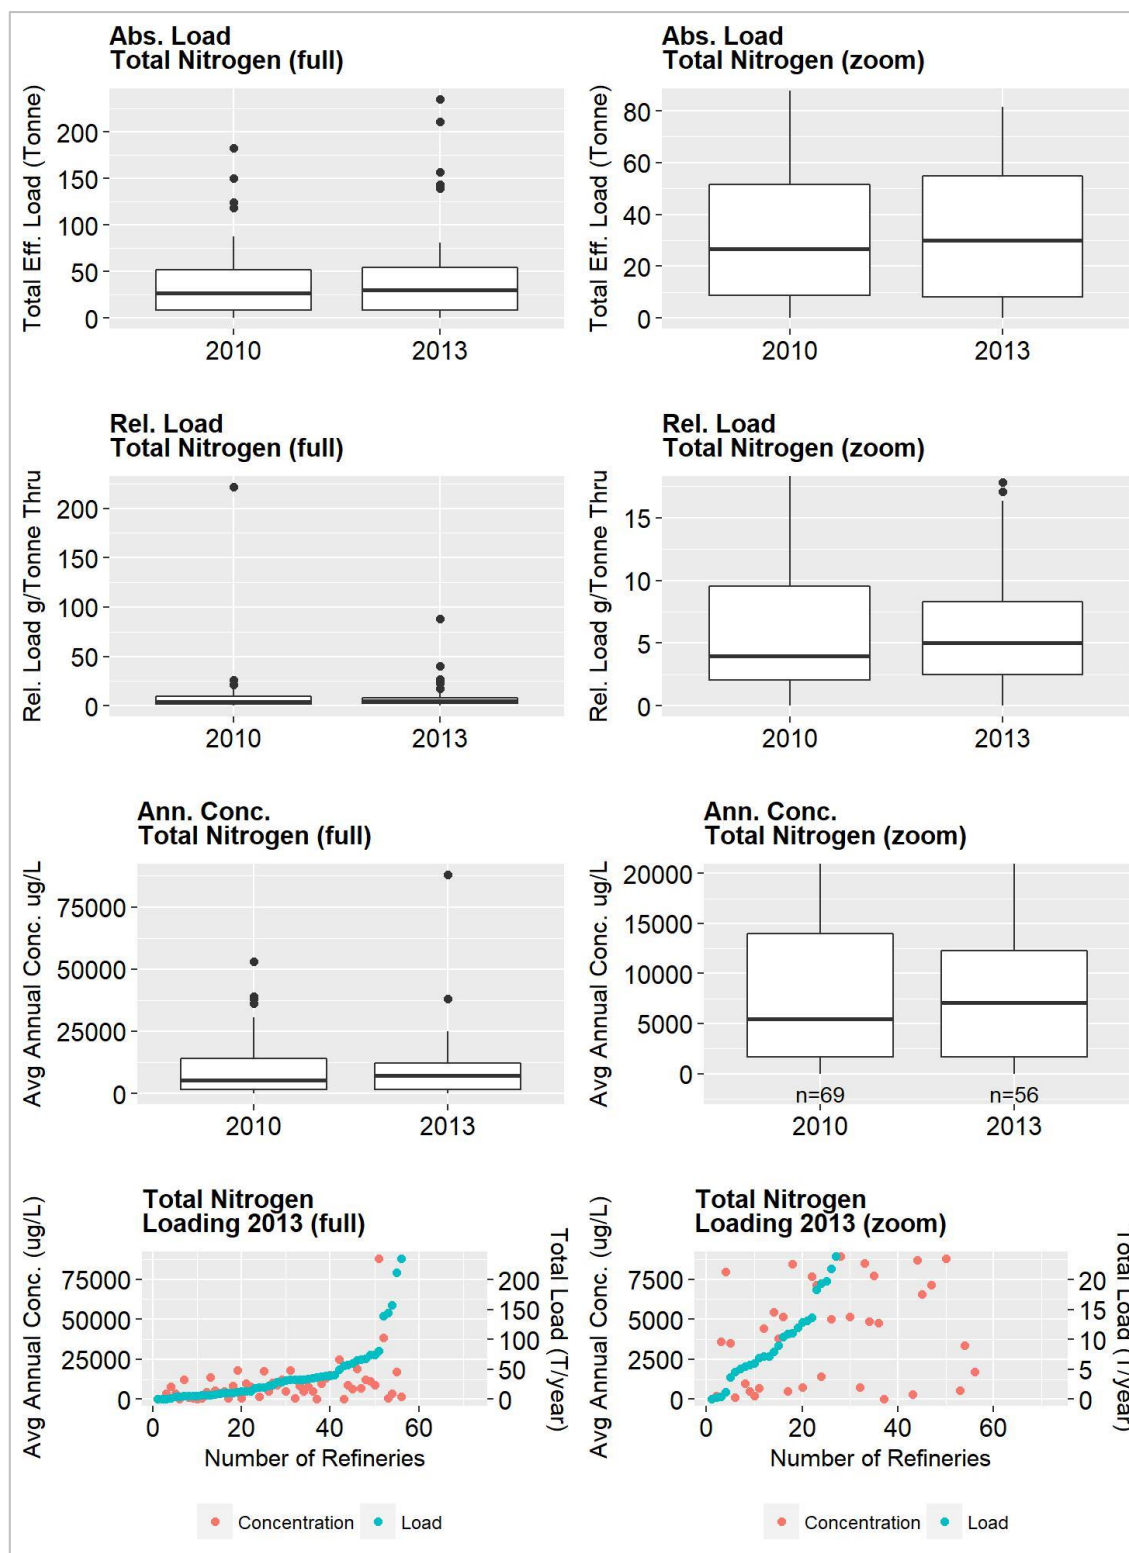 Abs. Load
Total Nitrogen (full)
Total Eff. Load (Tonne)
200
150
100
50
0
2010
2013
Abs. Load
Total Nitrogen (zoom)
Total Eff. Load (Tonne)
80
60
40
20
0
2010
2013
Rel. Load
Total Nitrogen (full)
Rel. Load g/Tonne Thru
200
150
100
50
0
2010
2013
Rel. Load
Total Nitrogen (zoom)
Rel. Load g/Tonne Thru
15
10
5
0
2010
2013
Ann. Conc.
Total Nitrogen (full)
Avg Annual Conc. ug/L
75000
50000
25000
0
2010
2013
Ann. Conc.
Total Nitrogen (zoom)
Avg Annual Conc. ug/L
20000
15000
10000
5000
0
n=69
n=56
2010
2013
Total Nitrogen
Loading 2013 (full)
Avg Annual Conc. (ug/L)
75000
50000
25000
0
200
150
100
50
0
Total Load (T/year)
0
20
40
60
Number of Refineries
Concentration
Load
Total Nitrogen
Loading 2013 (zoom)
Avg Annual Conc. (ug/L)
7500
5000
2500
0
20
15
10
5
0
Total Load (T/year)
0
20
40
60
Number of Refineries
Concentration
Load